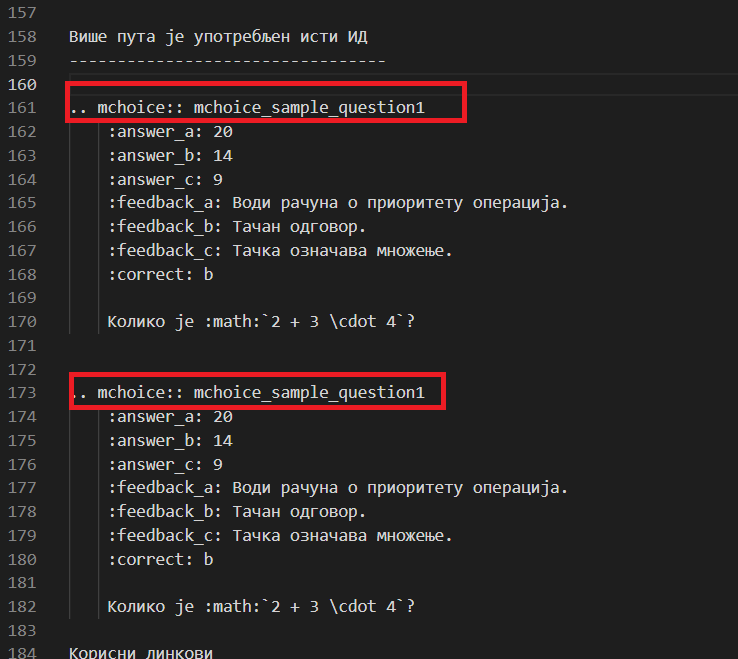 157
158 Више пута је употребљен исти ИД
159 ---------------------------------
160
161 .. mchoice:: mchoice_sample_question1
162     :answer_a: 20
163     :answer_b: 14
164     :answer_c: 9
165     :feedback_a: Води рачуна о приоритету операција.
166     :feedback_b: Тачан одговор.
167     :feedback_c: Тачка означава множење.
168     :correct: b
169
170     Колико је :math:`2 + 3 \cdot 4`?
171
172
173 .. mchoice:: mchoice_sample_question1
174     :answer_a: 20
175     :answer_b: 14
176     :answer_c: 9
177     :feedback_a: Води рачуна о приоритету операција.
178     :feedback_b: Тачан одговор.
179     :feedback_c: Тачка означава множење.
180     :correct: b
181
182     Колико је :math:`2 + 3 \cdot 4`?
183
184 Корисни линкови